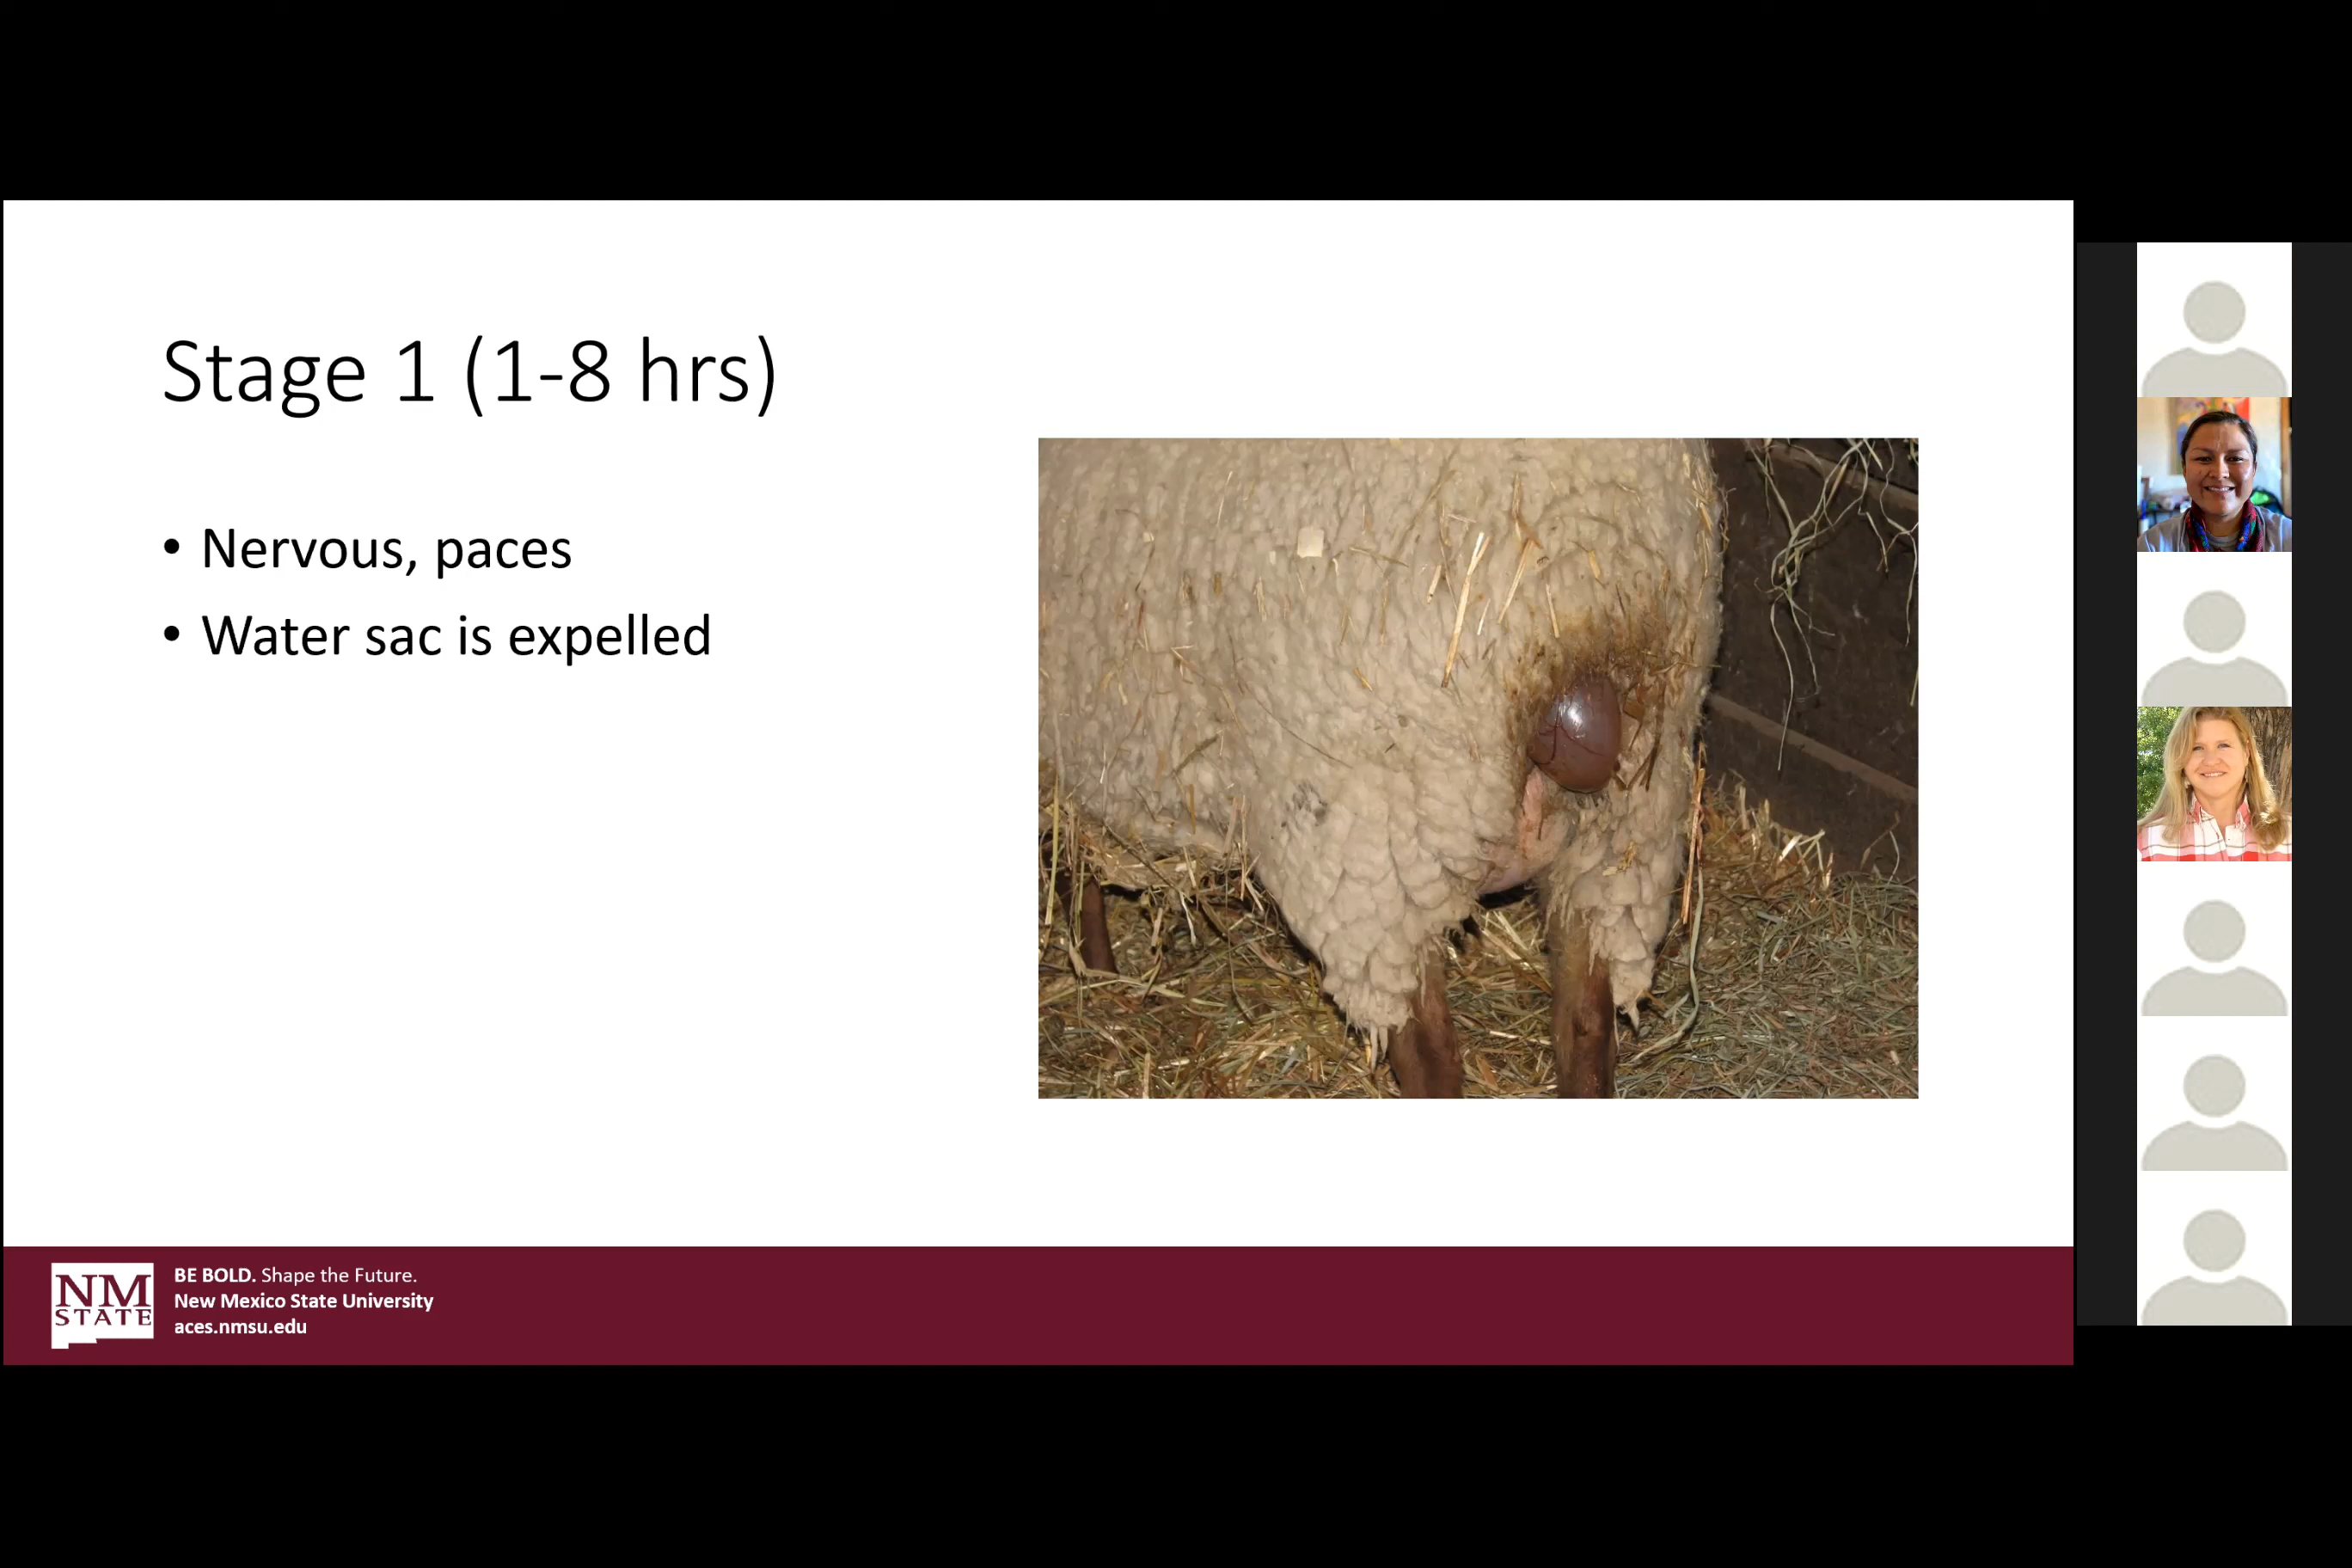 Stage 1 (1-8 hrs)
• Nervous, paces
• Water sac is expelled
NM
STATE
BE BOLD. Shape the Future.
New Mexico State University
aces.nmsu.edu